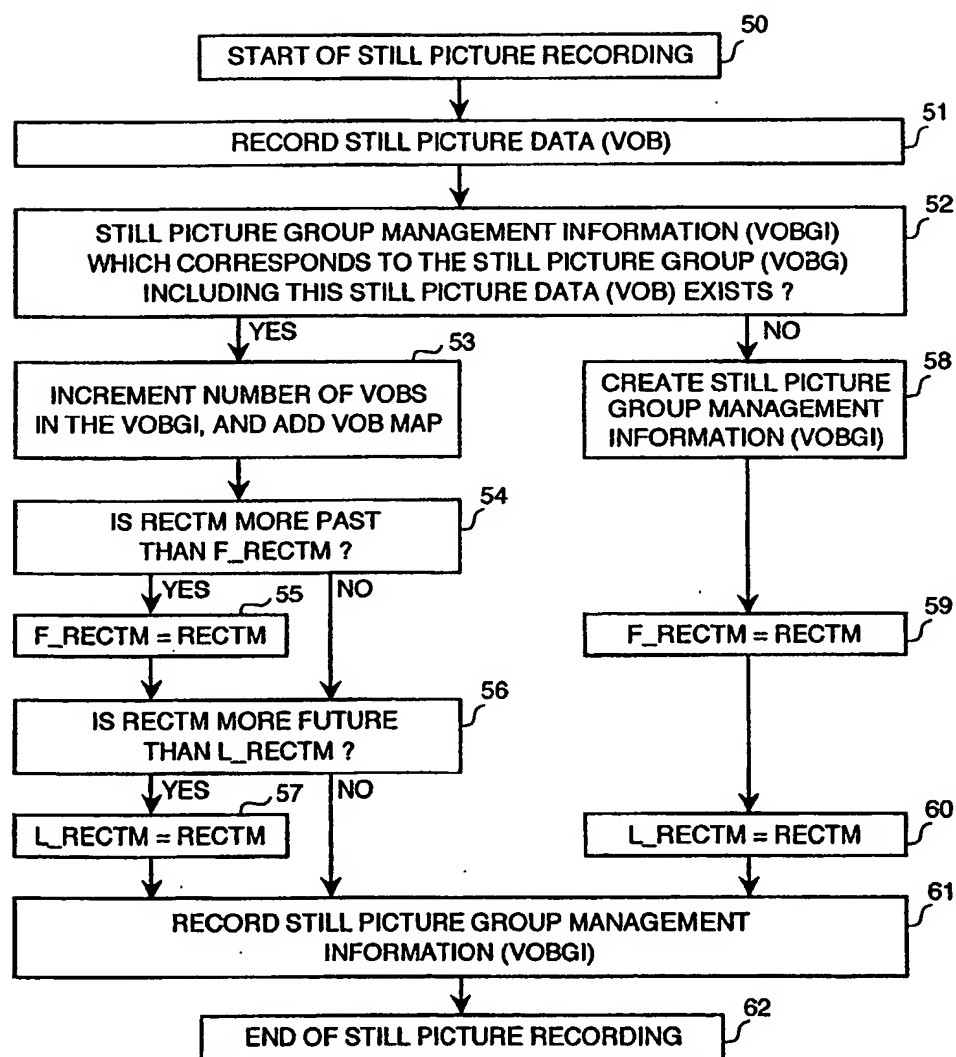 50
START OF STILL PICTURE RECORDING
51
RECORD STILL PICTURE DATA (VOB)
52
STILL PICTURE GROUP MANAGEMENT INFORMATION (VOBGI)
WHICH CORRESPONDS TO THE STILL PICTURE GROUP (VOBG)
INCLUDING THIS STILL PICTURE DATA (VOB) EXISTS ?
YES
NO
53
INCREMENT NUMBER OF VOBS
IN THE VOBGI, AND ADD VOB MAP
58
CREATE STILL PICTURE
GROUP MANAGEMENT
INFORMATION (VOBGI)
54
IS RECTM MORE PAST
THAN F_RECTM ?
YES
NO
55
F_RECTM = RECTM
59
F_RECTM = RECTM
56
IS RECTM MORE FUTURE
THAN L_RECTM ?
YES
NO
57
L_RECTM = RECTM
60
L_RECTM = RECTM
61
RECORD STILL PICTURE GROUP MANAGEMENT
INFORMATION (VOBGI)
62
END OF STILL PICTURE RECORDING